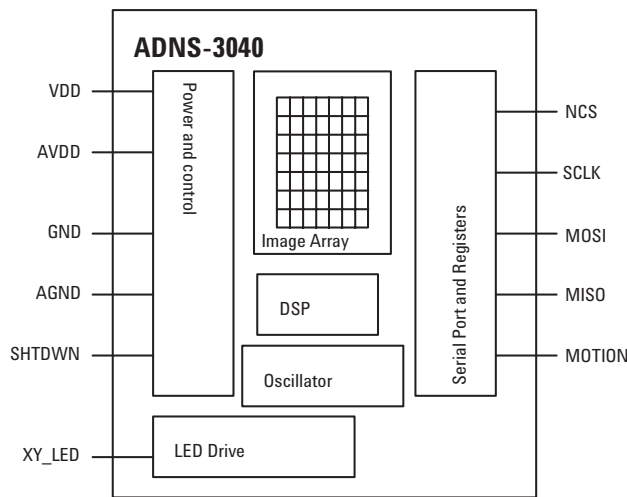 ADNS-3040
VDD
AVDD
GND
AGND
SHTDWN
XY_LED
Power and control
Image Array
DSP
Oscillator
LED Drive
Serial Port and Registers
NCS
SCLK
MOSI
MISO
MOTION